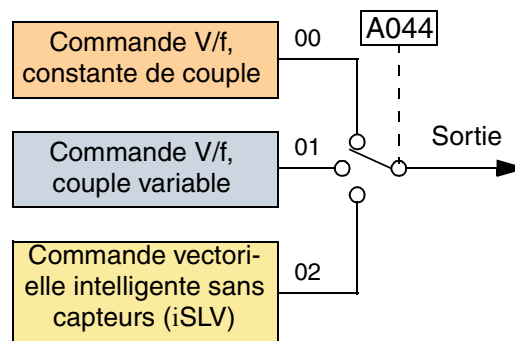 Commande V/f,
constante de couple
00
A044
Commande V/f,
couple variable
01
Sortie
Commande vectori-
elle intelligente sans
capteurs (iSLV)
02